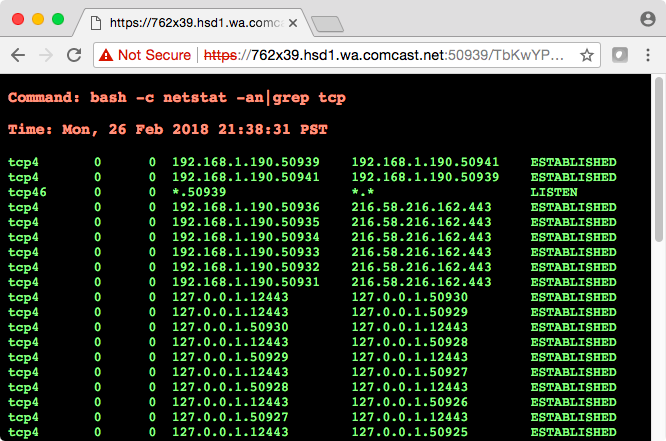 https://762x39.hsd1.wa.comca
Not Secure https://762x39.hsd1.wa.comcast.net:50939/TbKwYP…
Command: bash -c netstat -an|grep tcp
Time: Mon, 26 Feb 2018 21:38:31 PST
tcp4 0 0 192.168.1.190.50939 192.168.1.190.50941 ESTABLISHED
tcp4 0 0 192.168.1.190.50941 192.168.1.190.50939 ESTABLISHED
tcp46 0 0 *.50939 *.* LISTEN
tcp4 0 0 192.168.1.190.50936 216.58.216.162.443 ESTABLISHED
tcp4 0 0 192.168.1.190.50935 216.58.216.162.443 ESTABLISHED
tcp4 0 0 192.168.1.190.50934 216.58.216.162.443 ESTABLISHED
tcp4 0 0 192.168.1.190.50933 216.58.216.162.443 ESTABLISHED
tcp4 0 0 192.168.1.190.50932 216.58.216.162.443 ESTABLISHED
tcp4 0 0 192.168.1.190.50931 216.58.216.162.443 ESTABLISHED
tcp4 0 0 127.0.0.1.12443 127.0.0.1.50930 ESTABLISHED
tcp4 0 0 127.0.0.1.12443 127.0.0.1.50929 ESTABLISHED
tcp4 0 0 127.0.0.1.50930 127.0.0.1.12443 ESTABLISHED
tcp4 0 0 127.0.0.1.12443 127.0.0.1.50928 ESTABLISHED
tcp4 0 0 127.0.0.1.50929 127.0.0.1.12443 ESTABLISHED
tcp4 0 0 127.0.0.1.12443 127.0.0.1.50927 ESTABLISHED
tcp4 0 0 127.0.0.1.50928 127.0.0.1.12443 ESTABLISHED
tcp4 0 0 127.0.0.1.12443 127.0.0.1.50926 ESTABLISHED
tcp4 0 0 127.0.0.1.50927 127.0.0.1.12443 ESTABLISHED
tcp4 0 0 127.0.0.1.12443 127.0.0.1.50925 ESTABLISHED